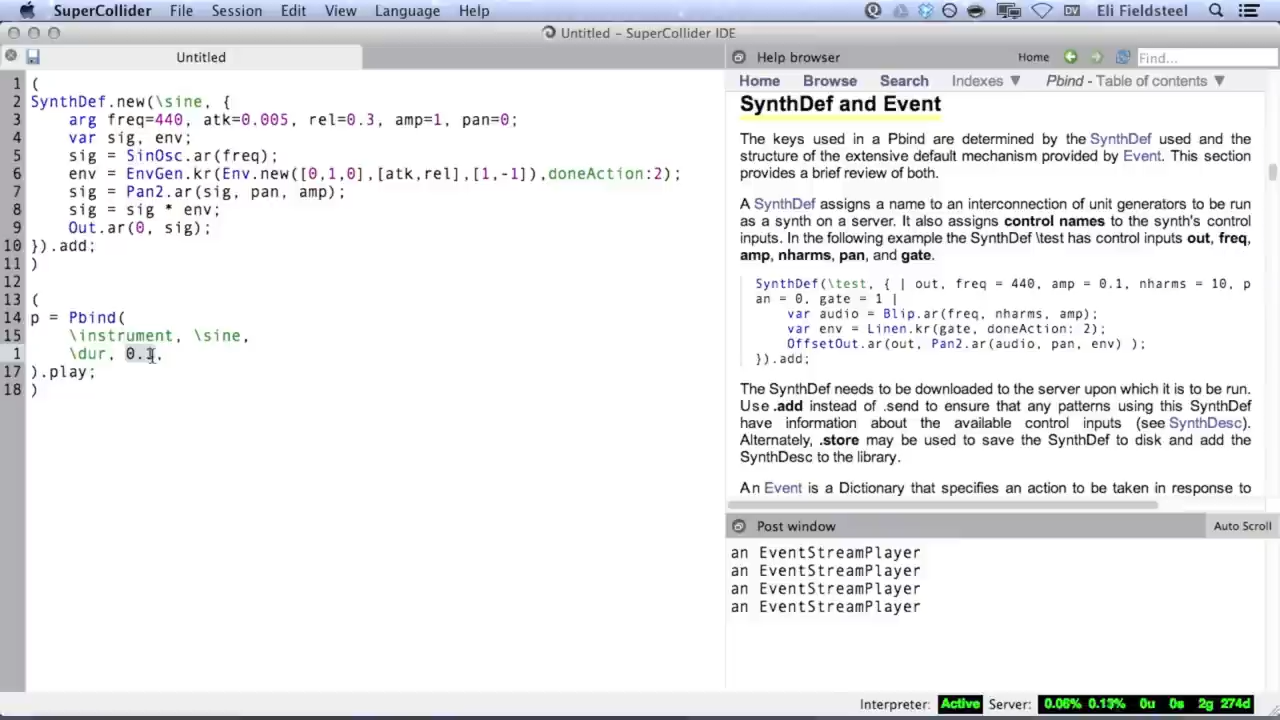 SuperCollider File Session Edit View Language Help Eli Fieldsteel
Untitled – SuperCollider IDE
Untitled
1 (
2 SynthDef.new(\sine, {
3 arg freq=440, atk=0.005, rel=0.3, amp=1, pan=0;
4 var sig, env;
5 sig = SinOsc.ar(freq);
6 env = EnvGen.kr(Env.new([0,1,0],[atk,rel],[1,-1]),doneAction:2);
7 sig = Pan2.ar(sig, pan, amp);
8 sig = sig * env;
9 Out.ar(0, sig);
10 }).add;
11 )
12
13 (
14 p = Pbind(
15 \instrument, \sine,
1 \dur, 0.1,
17 ).play;
18 )
Help browser Home Find...
Home Browse Search Indexes ▼ Pbind - Table of contents ▼
SynthDef and Event
The keys used in a Pbind are determined by the SynthDef used and the
structure of the extensive default mechanism provided by Event. This section
provides a brief review of both.
A SynthDef assigns a name to an interconnection of unit generators to be run
as a synth on a server. It also assigns control names to the synth's control
inputs. In the following example the SynthDef \test has control inputs out, freq,
amp, nharms, pan, and gate.
SynthDef(\test, { | out, freq = 440, amp = 0.1, nharms = 10, p
an = 0, gate = 1 |
var audio = Blip.ar(freq, nharms, amp);
var env = Linen.kr(gate, doneAction: 2);
OffsetOut.ar(out, Pan2.ar(audio, pan, env) );
}).add;
The SynthDef needs to be downloaded to the server upon which it is to be run.
Use .add instead of .send to ensure that any patterns using this SynthDef
have information about the available control inputs (see SynthDesc).
Alternately, .store may be used to save the SynthDef to disk and add the
SynthDesc to the library.
An Event is a Dictionary that specifies an action to be taken in response to
Post window Auto Scroll
an EventStreamPlayer
an EventStreamPlayer
an EventStreamPlayer
an EventStreamPlayer
Interpreter: Active Server: 0.06% 0.13% 0u 0s 2g 274d